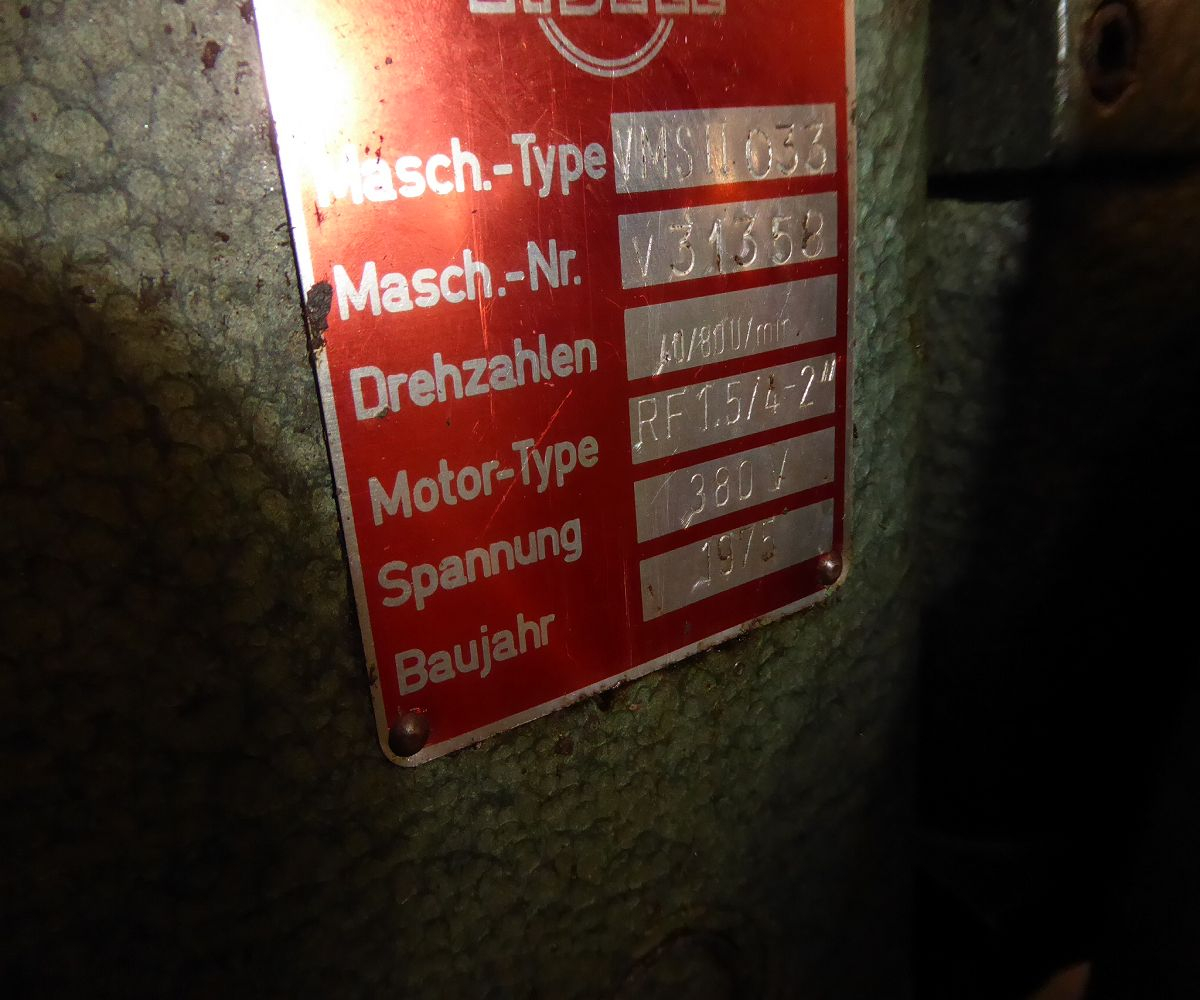 Masch.-Type VMS II 033
Masch.-Nr. V 31358
Drehzahlen 40/80 U/min.
Motor-Type RF 1.5/4-2"
Spannung 380 V
Baujahr 1975